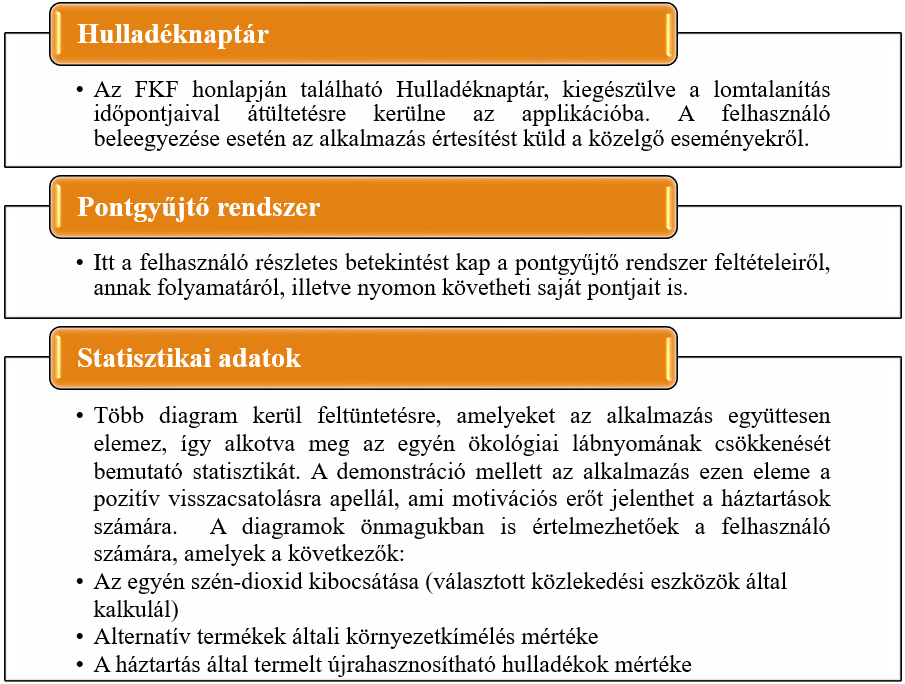 Hulladéknaptár
• Az FKF honlapján található Hulladéknaptár, kiegészülve a lomtalanítás
időpontjaival átültetésre kerülne az applikációba. A felhasználó
beleegyezése esetén az alkalmazás értesítést küld a közelgő eseményekről.
Pontgyűjtő rendszer
• Itt a felhasználó részletes betekintést kap a pontgyűjtő rendszer feltételeiről,
annak folyamatáról, illetve nyomon követheti saját pontjait is.
Statisztikai adatok
• Több diagram kerül feltüntetésre, amelyeket az alkalmazás együttesen
elemez, így alkotva meg az egyén ökológiai lábnyomának csökkenését
bemutató statisztikát. A demonstráció mellett az alkalmazás ezen eleme a
pozitív visszacsatolásra apellál, ami motivációs erőt jelenthet a háztartások
számára. A diagramok önmagukban is értelmezhetőek a felhasználó
számára, amelyek a következők:
• Az egyén szén-dioxid kibocsátása (választott közlekedési eszközök által
kalkulál)
• Alternatív termékek általi környezetkímélés mértéke
• A háztartás által termelt újrahasznosítható hulladékok mértéke